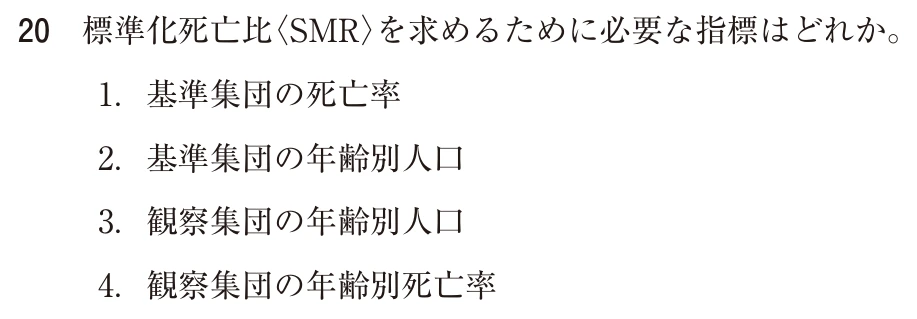 20 標準化死亡比〈SMR〉を求めるために必要な指標はどれか。
1. 基準集団の死亡率
2. 基準集団の年齢別人口
3. 観察集団の年齢別人口
4. 観察集団の年齢別死亡率